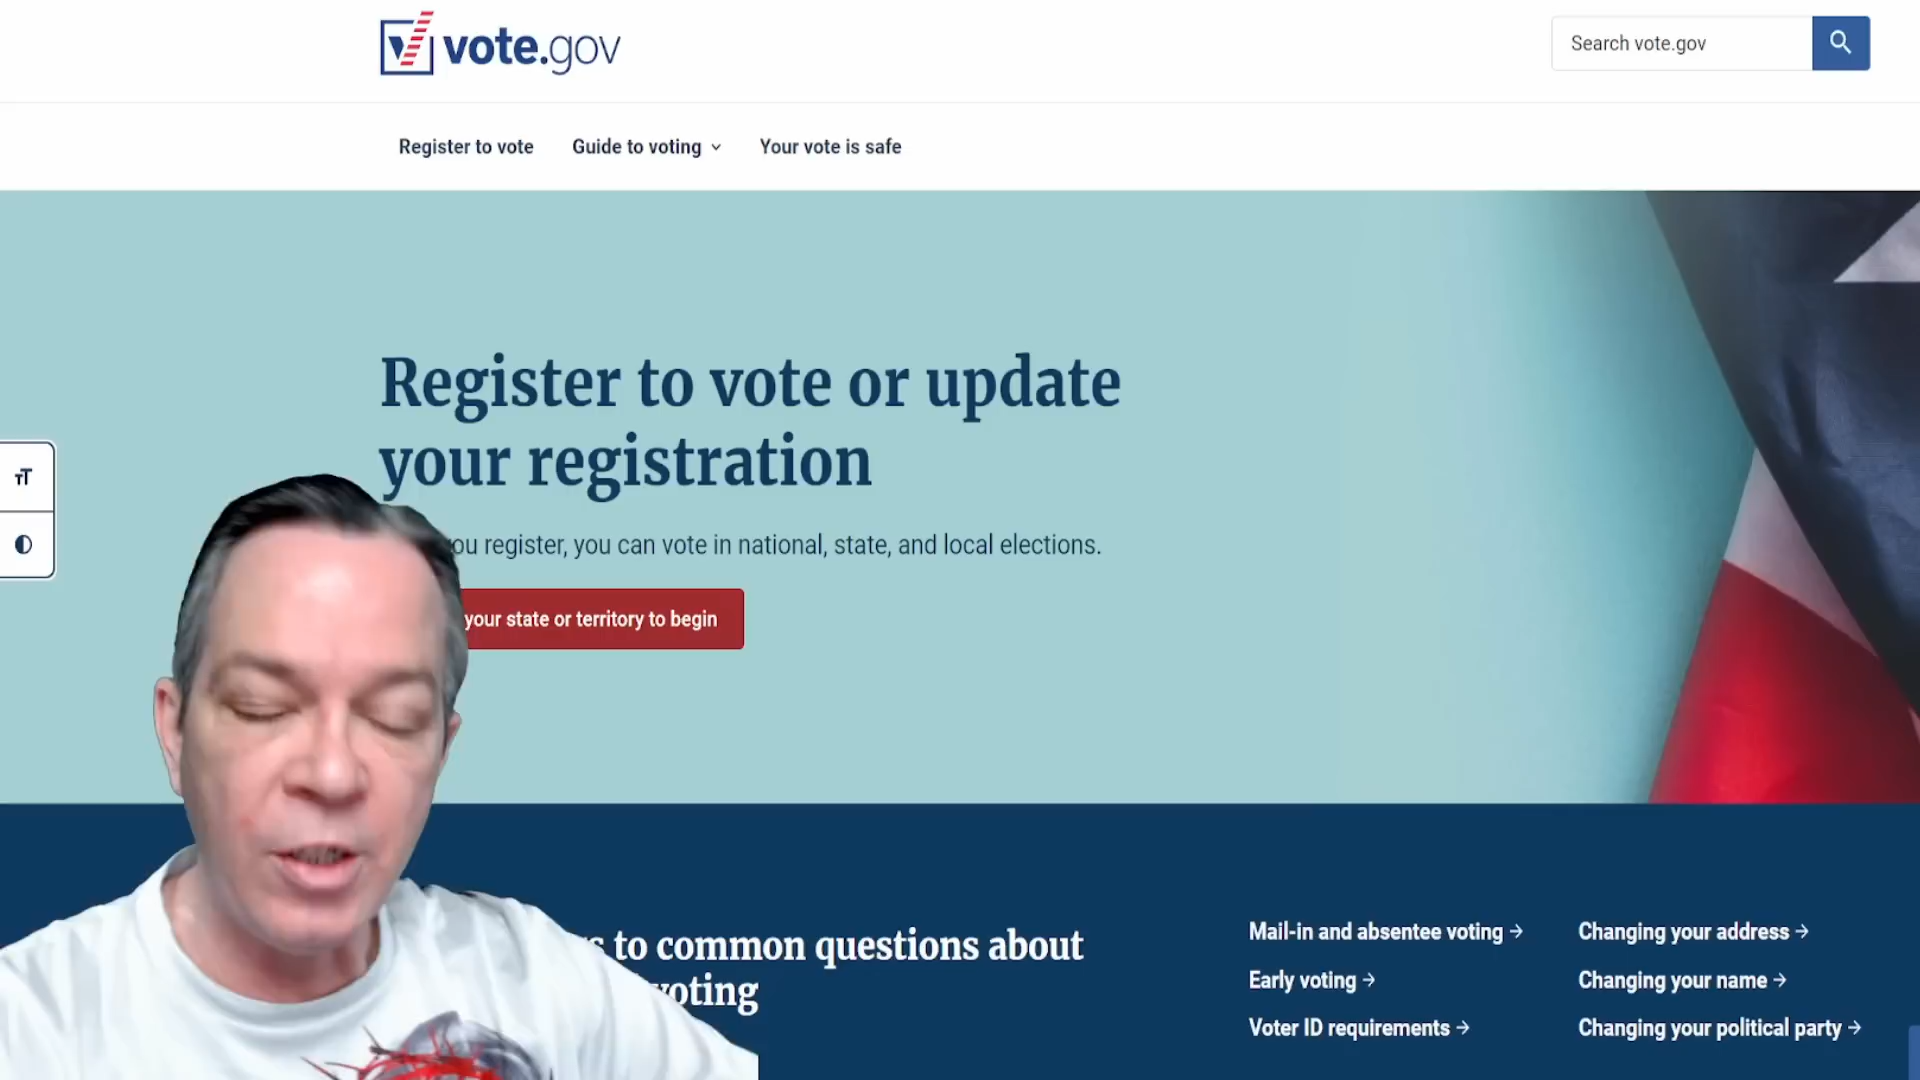 vote.gov
Search vote.gov
Register to vote
Guide to voting
Your vote is safe
Register to vote or update
your registration
you register, you can vote in national, state, and local elections.
your state or territory to begin
to common questions about
voting
Mail-in and absentee voting →
Changing your address →
Early voting →
Changing your name →
Voter ID requirements →
Changing your political party →